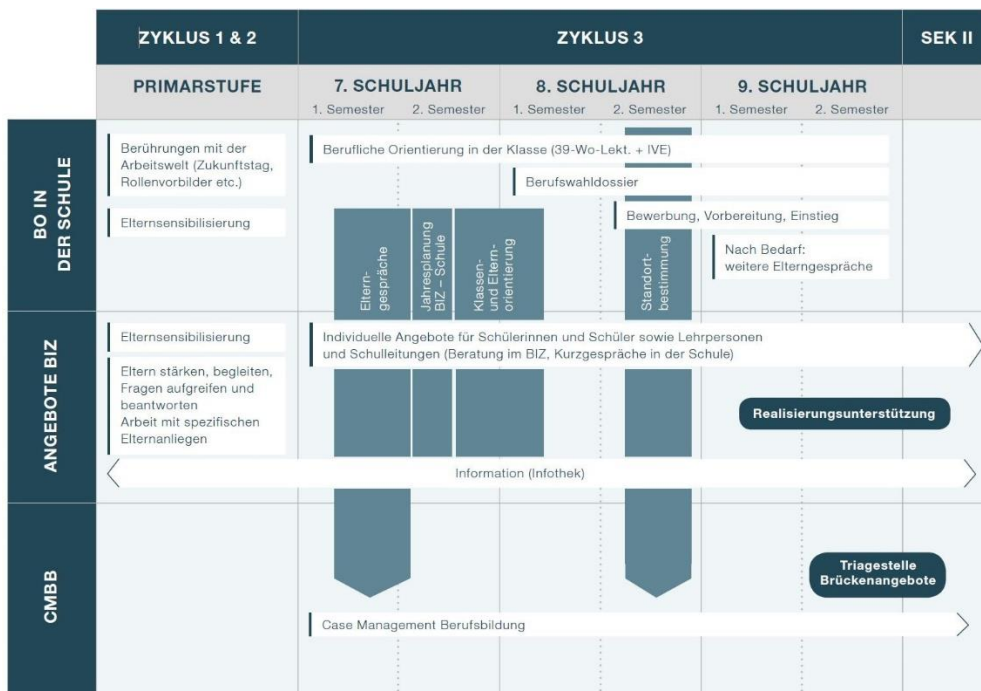 ZYKLUS 1 & 2
ZYKLUS 3
SEK II
PRIMARSTUFE
7. SCHULJAHR
8. SCHULJAHR
9. SCHULJAHR
1. Semester
2. Semester
1. Semester
2. Semester
1. Semester
2. Semester
BO IN
DER SCHULE
Berührungen mit der
Arbeitswelt (Zukunftstag,
Rollenvorbilder etc.)
Elternsensibilisierung
Berufliche Orientierung in der Klasse (39-Wo-Lekt. + IVE)
Berufswahldossier
Bewerbung, Vorbereitung, Einstieg
Nach Bedarf:
weitere Elterngespräche
Eltern-
gespräche
Jahresplanung
BIZ – Schule
Klassen-
und Eltern-
orientierung
Standort-
bestimmung
ANGEBOTE BIZ
Elternsensibilisierung
Eltern stärken, begleiten,
Fragen aufgreifen und
beantworten
Arbeit mit spezifischen
Elternanliegen
Individuelle Angebote für Schülerinnen und Schüler sowie Lehrpersonen
und Schulleitungen (Beratung im BIZ, Kurzgespräche in der Schule)
Realisierungsunterstützung
Information (Infothek)
CMBB
Triagestelle
Brückenangebote
Case Management Berufsbildung